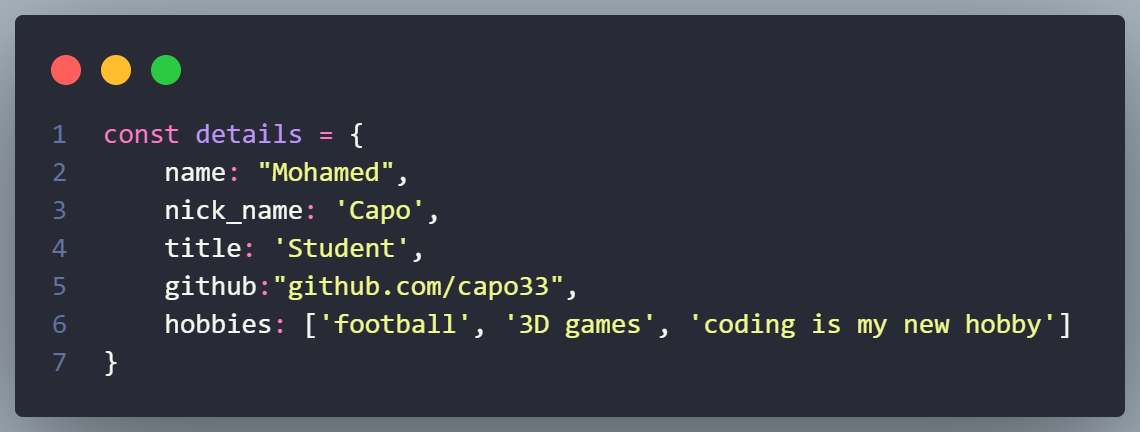 1 const details = {
2     name: "Mohamed",
3     nick_name: 'Capo',
4     title: 'Student',
5     github:"github.com/capo33",
6     hobbies: ['football', '3D games', 'coding is my new hobby']
7 }